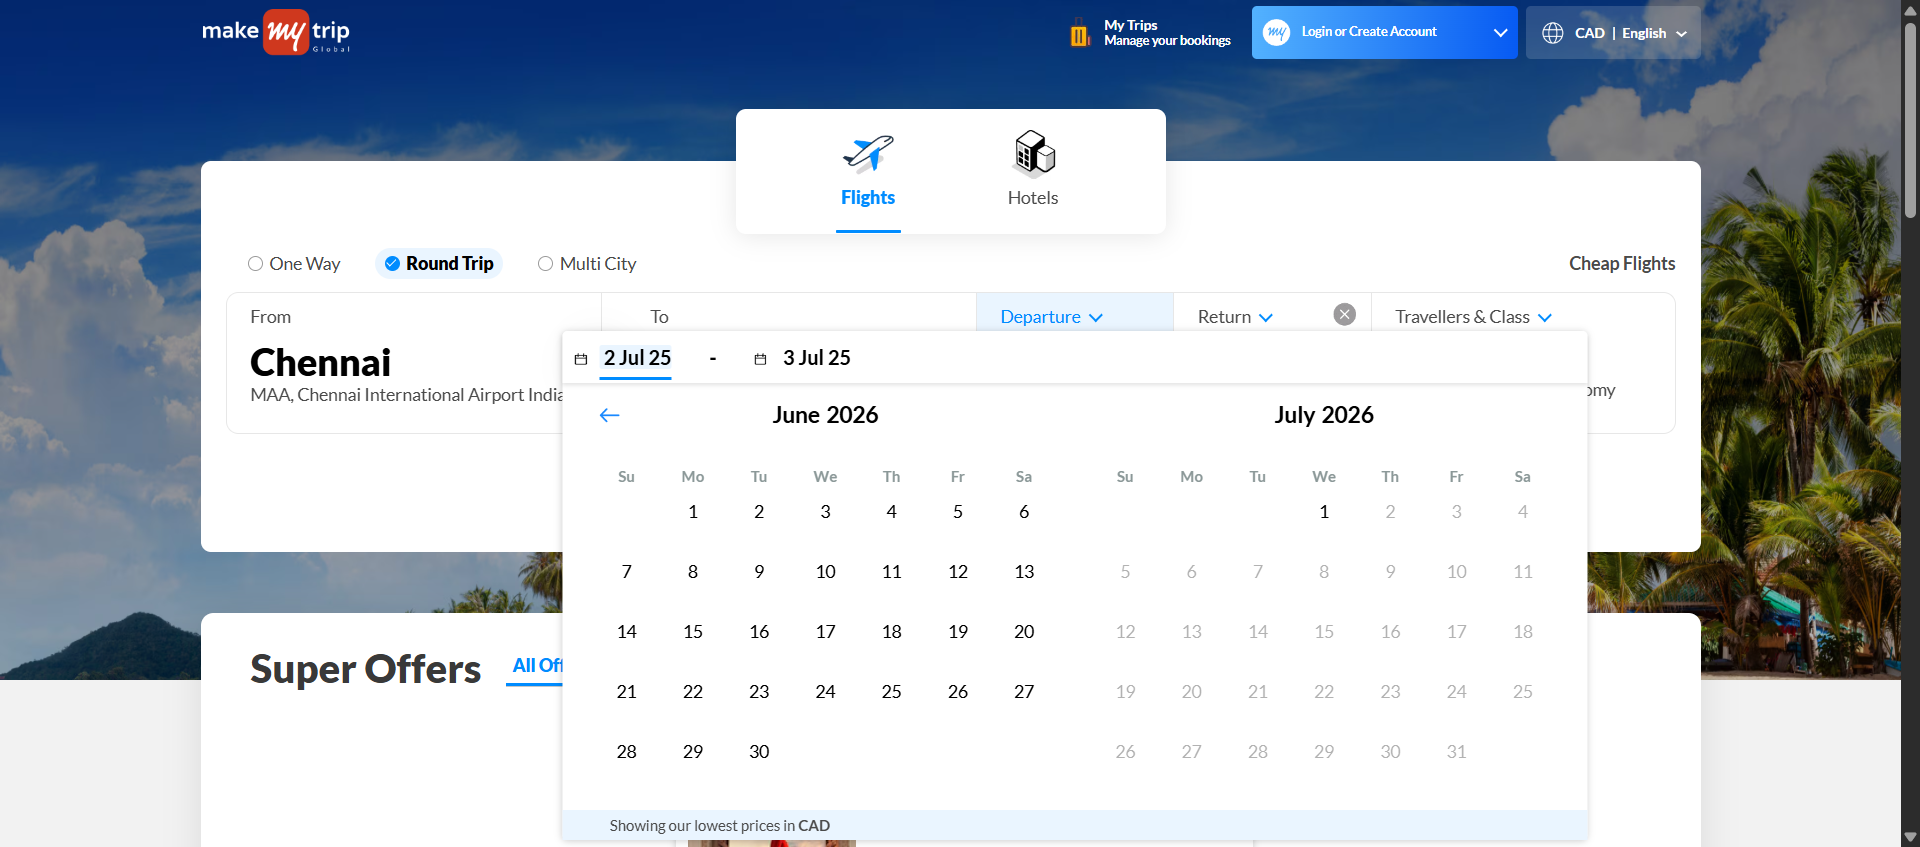 make my trip
Global
My Trips
Manage your bookings
my
Login or Create Account
CAD | English
Flights
Hotels
One Way
Round Trip
Multi City
Cheap Flights
From
To
Departure
Return
Travellers & Class
Chennai
MAA, Chennai International Airport India
2 Jul 25 - 3 Jul 25
June 2026
July 2026
Su Mo Tu We Th Fr Sa
1 2 3 4 5 6
7 8 9 10 11 12 13
14 15 16 17 18 19 20
21 22 23 24 25 26 27
28 29 30
Su Mo Tu We Th Fr Sa
1 2 3 4
5 6 7 8 9 10 11
12 13 14 15 16 17 18
19 20 21 22 23 24 25
26 27 28 29 30 31
Showing our lowest prices in CAD
Super Offers
All Off